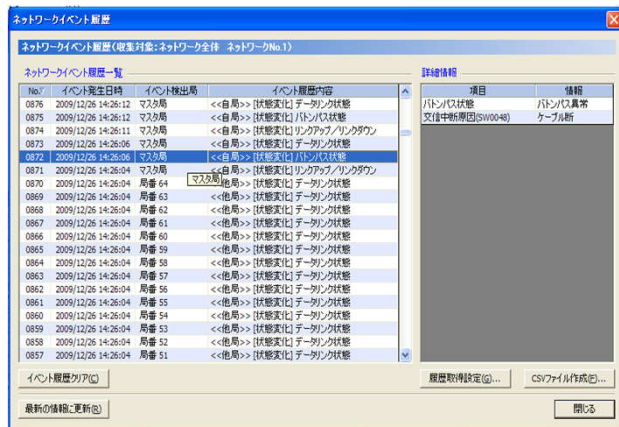 ネットワークイベント履歴
ネットワークイベント履歴(収集対象:ネットワーク全体 ネットワークNo.1)
ネットワークイベント履歴一覧
No. イベント発生日時 イベント検出局 イベント履歴内容
0876 2009/12/26 14:26:12 マスタ局 <<自局>> [状態変化] データリンク状態
0875 2009/12/26 14:26:12 マスタ局 <<自局>> [状態変化] バトンパス状態
0874 2009/12/26 14:26:11 マスタ局 <<自局>> [状態変化] リンクアップ/リンクダウン
0873 2009/12/26 14:26:06 マスタ局 <<自局>> [状態変化] データリンク状態
0872 2009/12/26 14:26:06 マスタ局 <<自局>> [状態変化] バトンパス状態
0871 2009/12/26 14:26:04 マスタ局 <<自局>> [状態変化] リンクアップ/リンクダウン
マスタ局
0870 2009/12/26 14:26:04 局番 64 <<他局>> [状態変化] データリンク状態
0869 2009/12/26 14:26:04 局番 63 <<他局>> [状態変化] データリンク状態
0868 2009/12/26 14:26:04 局番 62 <<他局>> [状態変化] データリンク状態
0867 2009/12/26 14:26:04 局番 61 <<他局>> [状態変化] データリンク状態
0866 2009/12/26 14:26:04 局番 60 <<他局>> [状態変化] データリンク状態
0865 2009/12/26 14:26:04 局番 59 <<他局>> [状態変化] データリンク状態
0864 2009/12/26 14:26:04 局番 58 <<他局>> [状態変化] データリンク状態
0863 2009/12/26 14:26:04 局番 57 <<他局>> [状態変化] データリンク状態
0862 2009/12/26 14:26:04 局番 56 <<他局>> [状態変化] データリンク状態
0861 2009/12/26 14:26:04 局番 55 <<他局>> [状態変化] データリンク状態
0860 2009/12/26 14:26:04 局番 54 <<他局>> [状態変化] データリンク状態
0859 2009/12/26 14:26:04 局番 53 <<他局>> [状態変化] データリンク状態
0858 2009/12/26 14:26:04 局番 52 <<他局>> [状態変化] データリンク状態
0857 2009/12/26 14:26:04 局番 51 <<他局>> [状態変化] データリンク状態
詳細情報
項目 情報
バトンパス状態 バトンパス異常
交信中断原因(SW0048) ケーブル断
イベント履歴クリア(C)
履歴取得設定(G)...
CSVファイル作成(F)...
最新の情報に更新(R)
閉じる